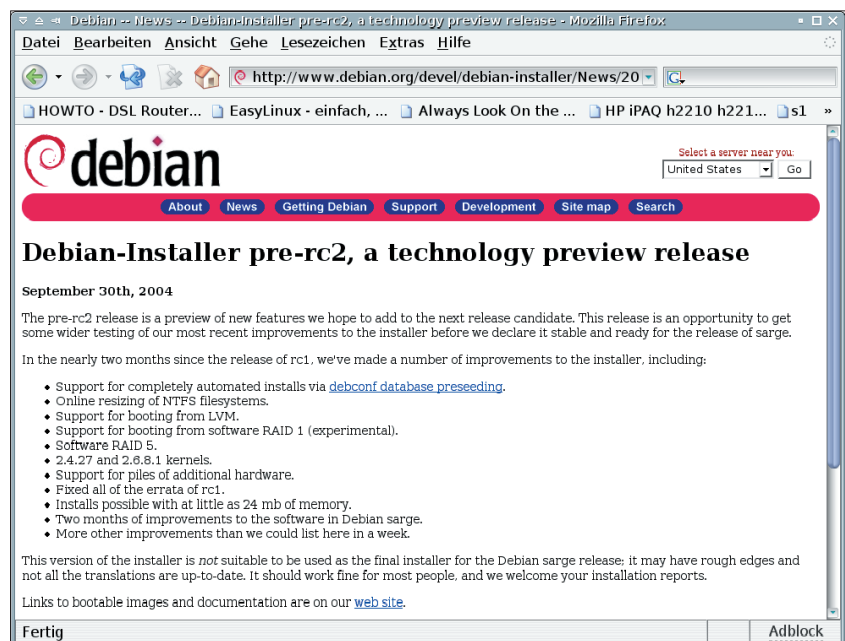 Debian -- News -- Debian-Installer pre-rc2, a technology preview release - Mozilla Firefox
Datei Bearbeiten Ansicht Gehe Lesezeichen Extras Hilfe
http://www.debian.org/devel/debian-installer/News/20
G
HOWTO - DSL Router... EasyLinux - einfach, ... Always Look On the ... HP iPAQ h2210 h221... s1 »
debian
Select a server near you:
United States Go
About News Getting Debian Support Development Site map Search
Debian-Installer pre-rc2, a technology preview release
September 30th, 2004
The pre-rc2 release is a preview of new features we hope to add to the next release candidate. This release is an opportunity to get
some wider testing of our most recent improvements to the installer before we declare it stable and ready for the release of sarge.
In the nearly two months since the release of rc1, we've made a number of improvements to the installer, including:
• Support for completely automated installs via debconf database preseeding.
• Online resizing of NTFS filesystems.
• Support for booting from LVM.
• Support for booting from software RAID 1 (experimental).
• Software RAID 5.
• 2.4.27 and 2.6.8.1 kernels.
• Support for piles of additional hardware.
• Fixed all of the errata of rc1.
• Installs possible with at little as 24 mb of memory.
• Two months of improvements to the software in Debian sarge.
• More other improvements than we could list here in a week.
This version of the installer is not suitable to be used as the final installer for the Debian sarge release; it may have rough edges and
not all the translations are up-to-date. It should work fine for most people, and we welcome your installation reports.
Links to bootable images and documentation are on our web site.
Fertig Adblock